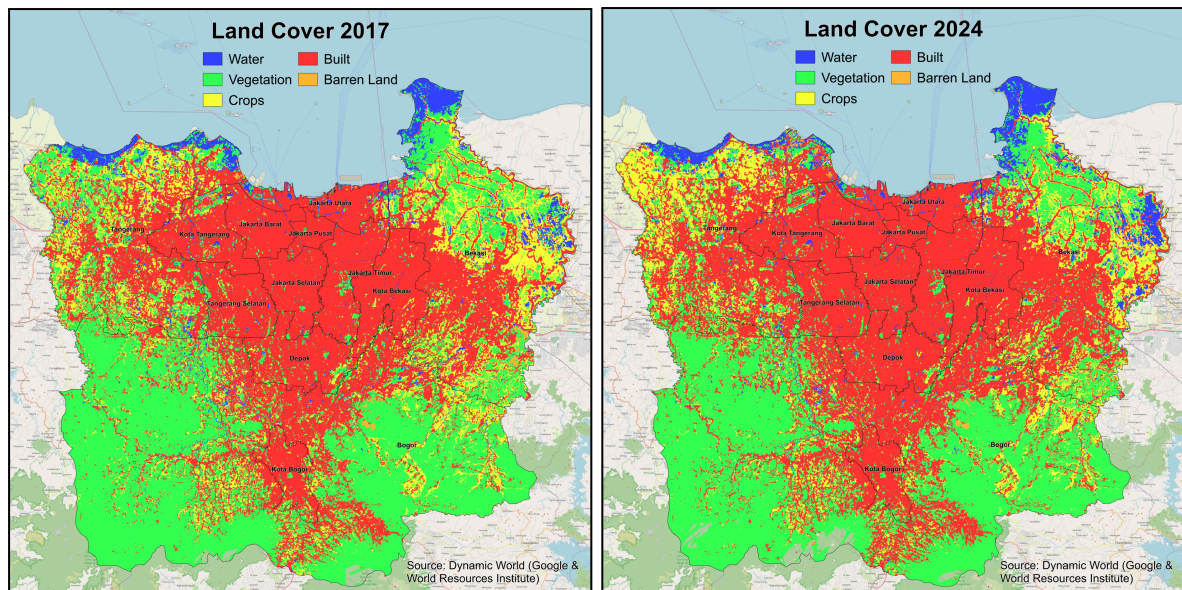 Land Cover 2017
Water
Built
Vegetation
Barren Land
Crops
Jakarta Utara
Jakarta Barat
Tangerang
Kota Tangerang
Jakarta Pusat
Bekasi
Jakarta Timur
Jakarta Selatan
Kota Bekasi
Tangerang Selatan
Depok
Bogor
Kota Bogor
Source: Dynamic World (Google &
World Resources Institute)
Land Cover 2024
Water
Built
Vegetation
Barren Land
Crops
Jakarta Utara
Jakarta Barat
Tangerang
Kota Tangerang
Jakarta Pusat
Bekasi
Jakarta Timur
Jakarta Selatan
Kota Bekasi
Tangerang Selatan
Depok
Bogor
Kota Bogor
Source: Dynamic World (Google &
World Resources Institute)